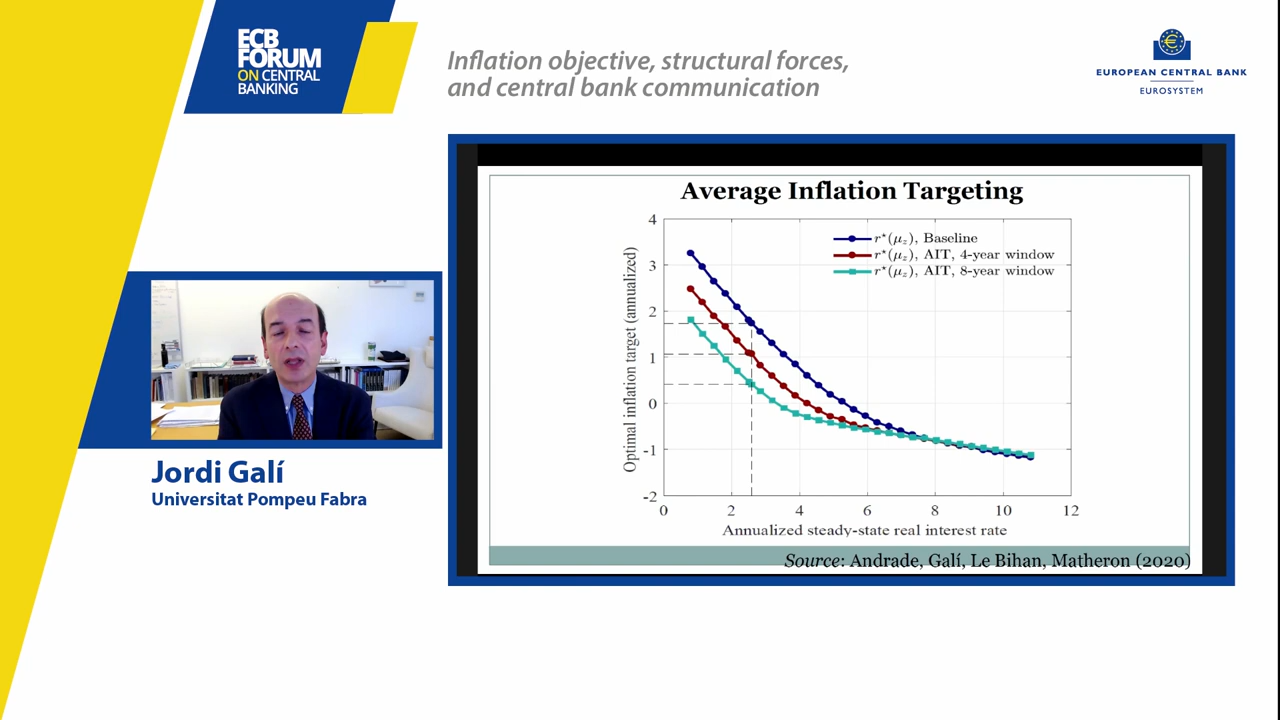 ECB
FORUM
ON CENTRAL
BANKING
Inflation objective, structural forces,
and central bank communication
EUROPEAN CENTRAL BANK
EUROSYSTEM
Average Inflation Targeting
r*(μz), Baseline
r*(μz), AIT, 4-year window
r*(μz), AIT, 8-year window
Optimal inflation target (annualized)
4
3
2
1
0
-1
-2
0 2 4 6 8 10 12
Annualized steady-state real interest rate
Source: Andrade, Galí, Le Bihan, Matheron (2020)
Jordi Galí
Universitat Pompeu Fabra